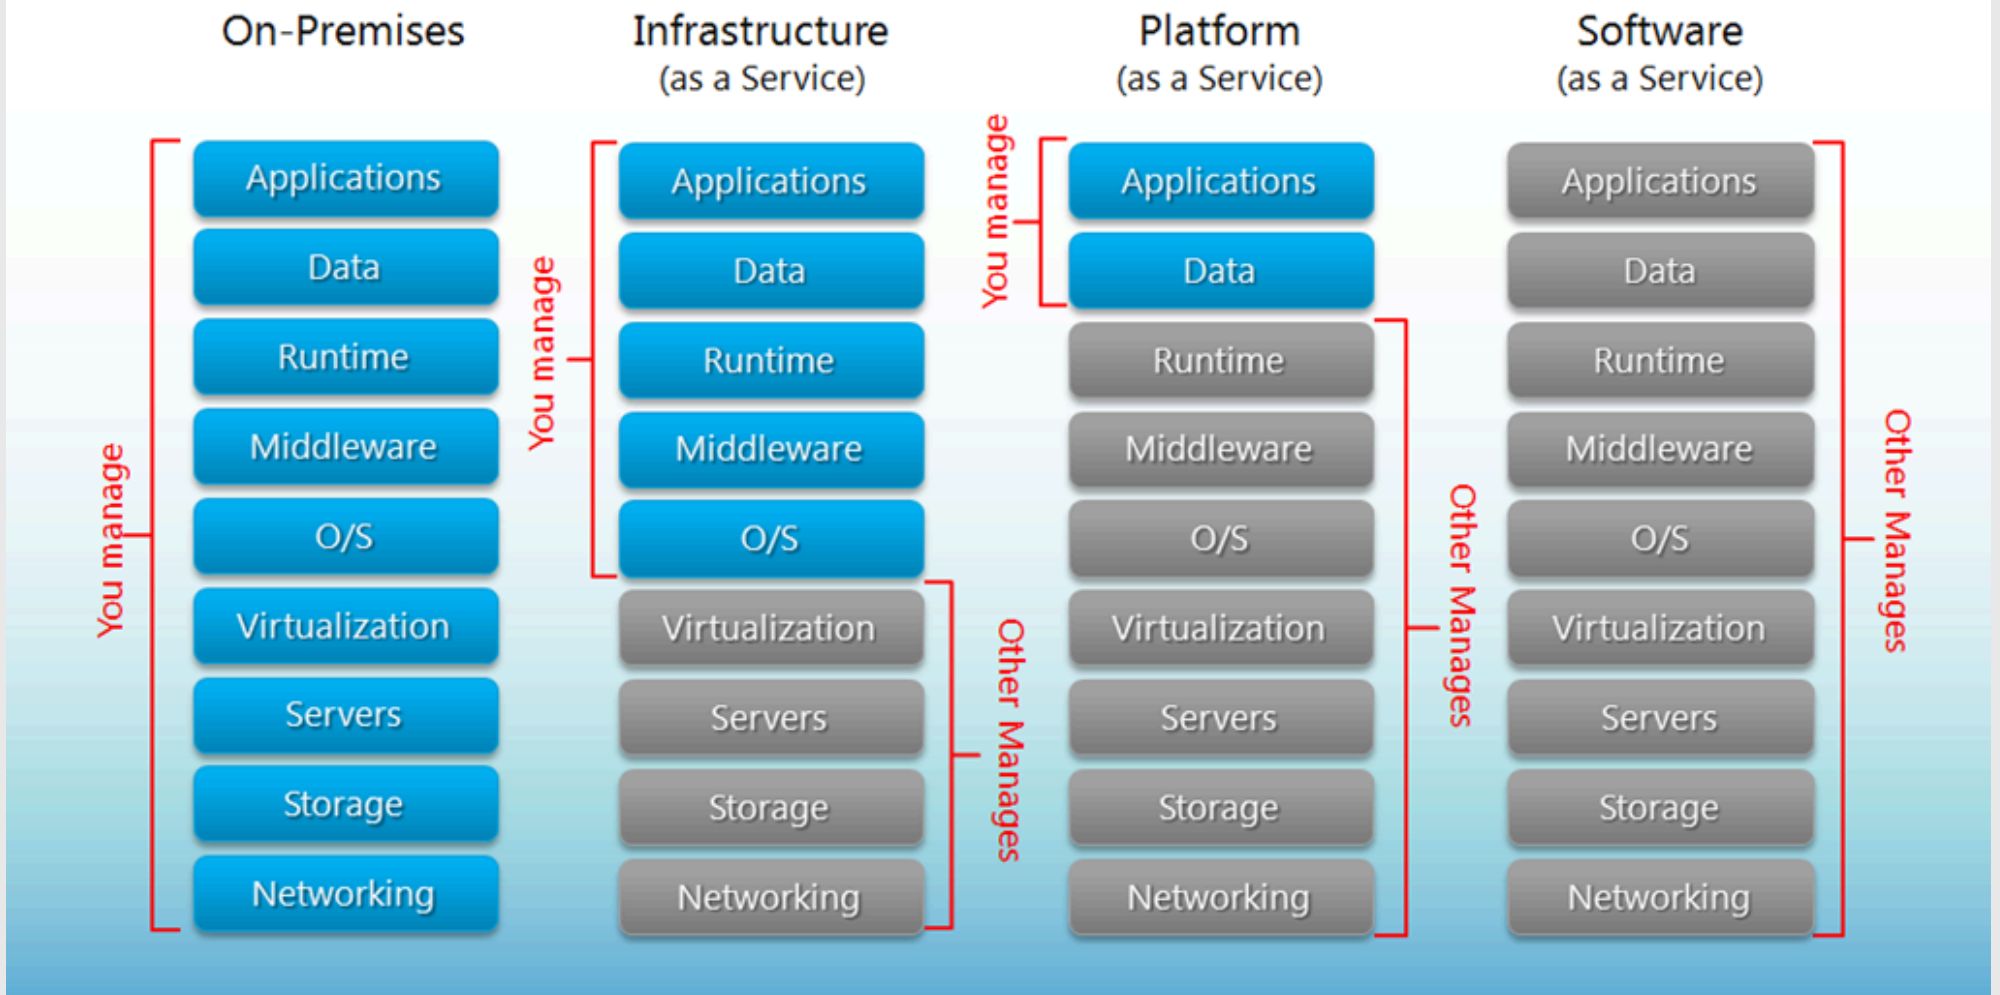 On-Premises
Infrastructure
(as a Service)
Platform
(as a Service)
Software
(as a Service)
You manage
Applications
Data
Runtime
Middleware
O/S
Virtualization
Servers
Storage
Networking
You manage
Applications
Data
Runtime
Middleware
O/S
Virtualization
Servers
Storage
Networking
Other Manages
You manage
Applications
Data
Runtime
Middleware
O/S
Virtualization
Servers
Storage
Networking
Other Manages
Applications
Data
Runtime
Middleware
O/S
Virtualization
Servers
Storage
Networking
Other Manages